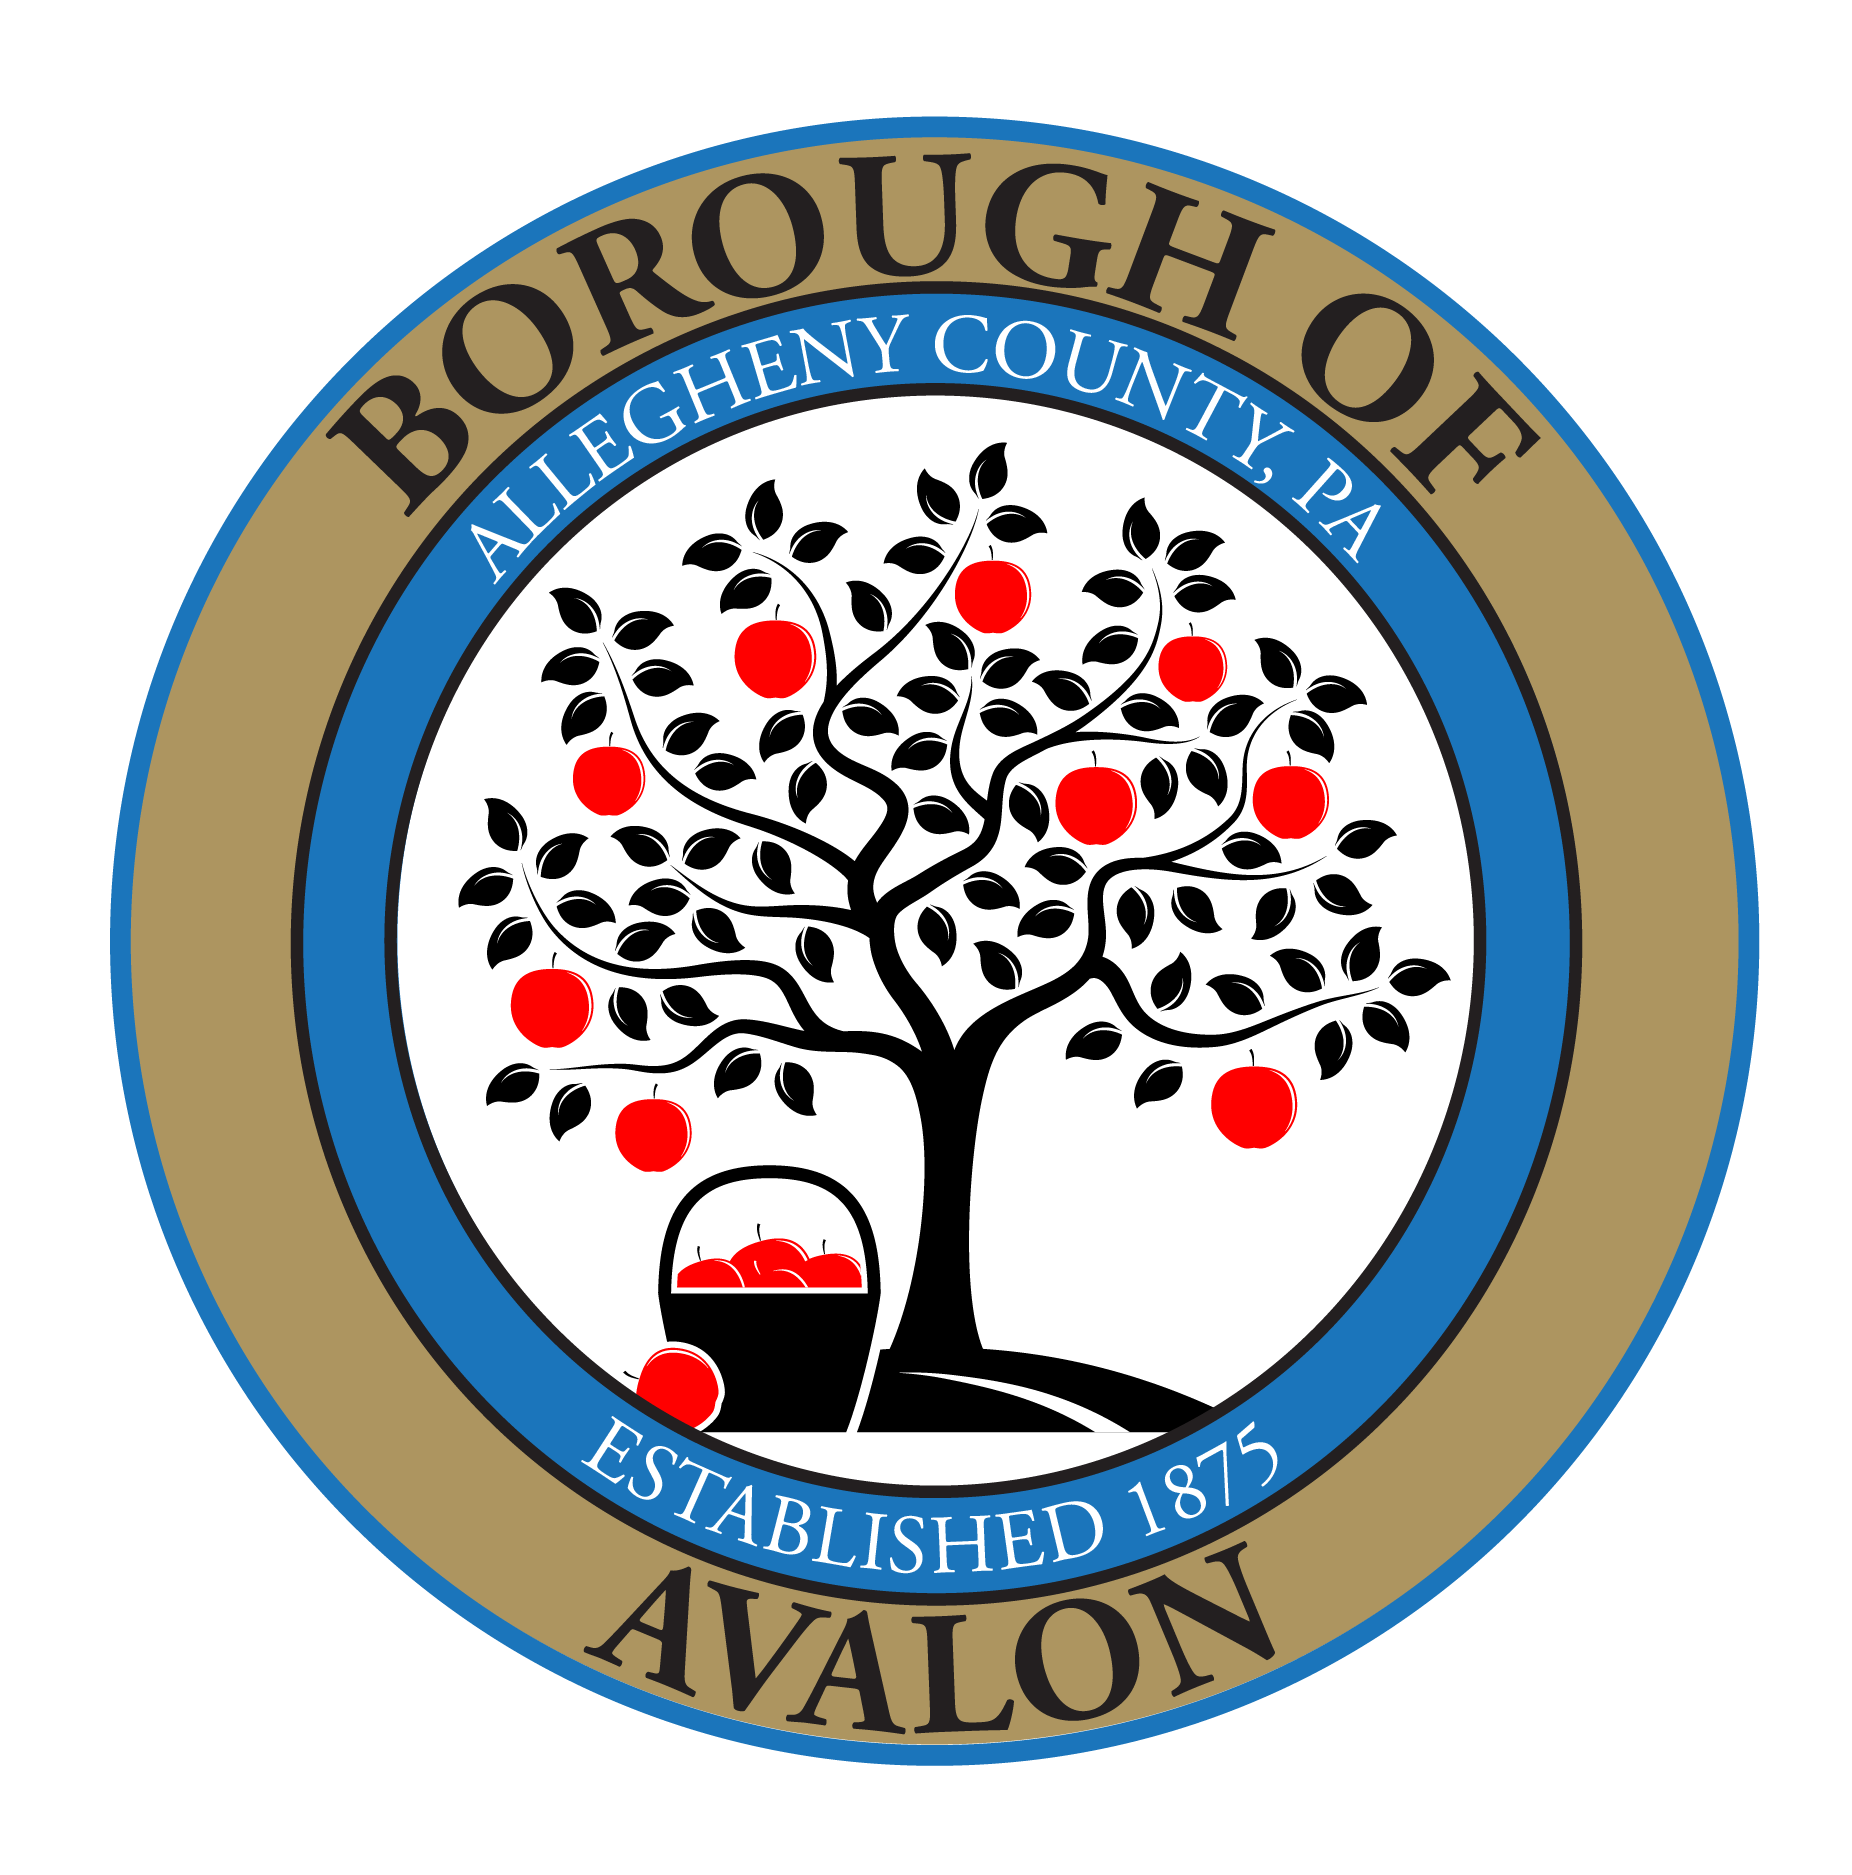 BOROUGH OF
ALLEGHENY COUNTY, PA
ESTABLISHED 1875
AVALON